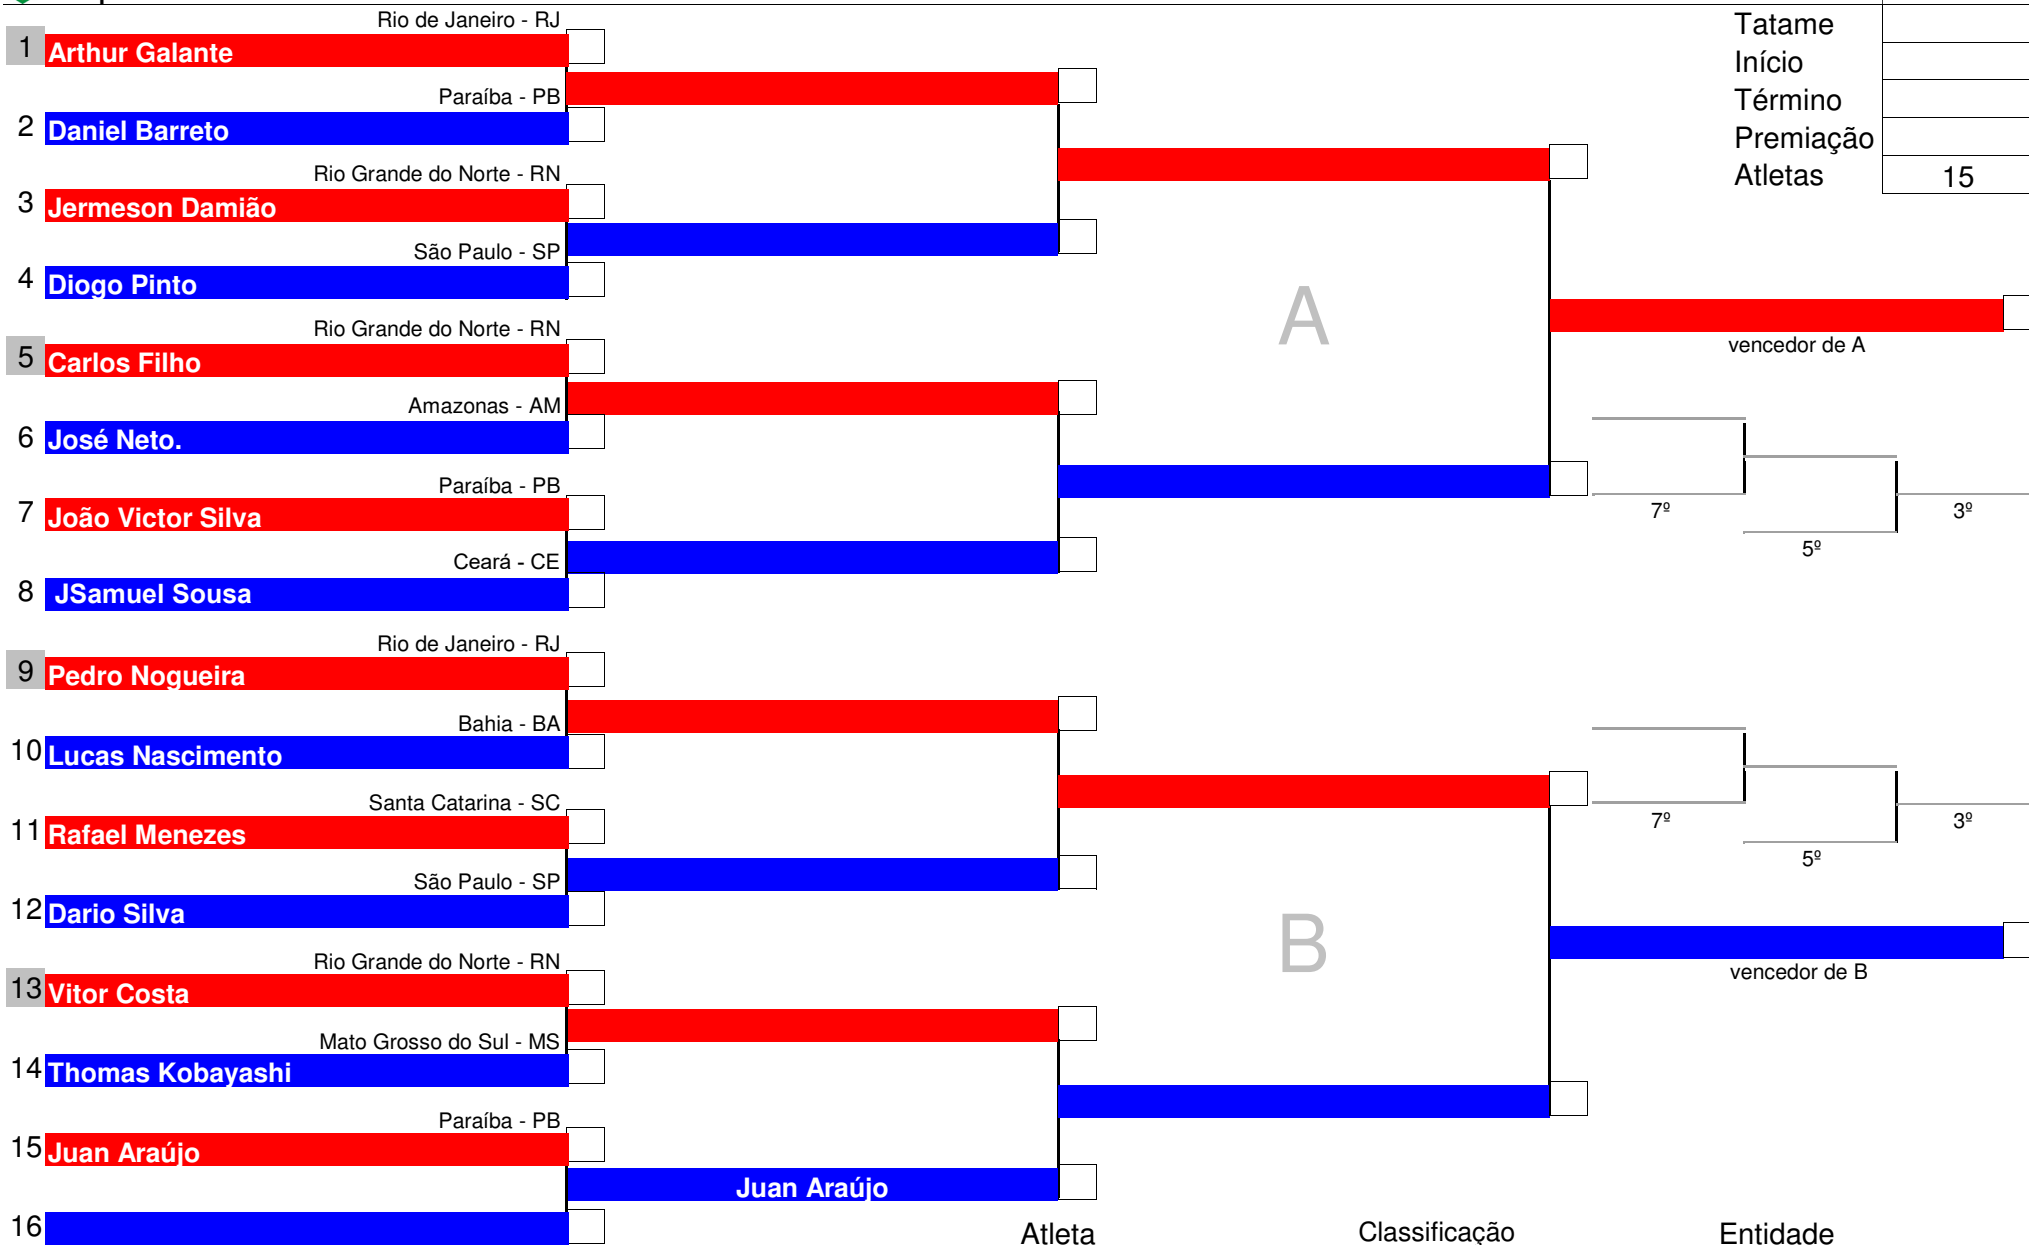 Rio de Janeiro - RJ
1 Arthur Galante
Paraíba - PB
2 Daniel Barreto
Rio Grande do Norte - RN
3 Jermeson Damião
São Paulo - SP
4 Diogo Pinto
Rio Grande do Norte - RN
5 Carlos Filho
Amazonas - AM
6 José Neto.
Paraíba - PB
7 João Victor Silva
Ceará - CE
8 JSamuel Sousa
Rio de Janeiro - RJ
9 Pedro Nogueira
Bahia - BA
10 Lucas Nascimento
Santa Catarina - SC
11 Rafael Menezes
São Paulo - SP
12 Dario Silva
Rio Grande do Norte - RN
13 Vitor Costa
Mato Grosso do Sul - MS
14 Thomas Kobayashi
Paraíba - PB
15 Juan Araújo
16
Juan Araújo
A
B
Tatame
Início
Término
Premiação
Atletas 15
vencedor de A
7º
3º
5º
7º
3º
5º
vencedor de B
Atleta Classificação Entidade